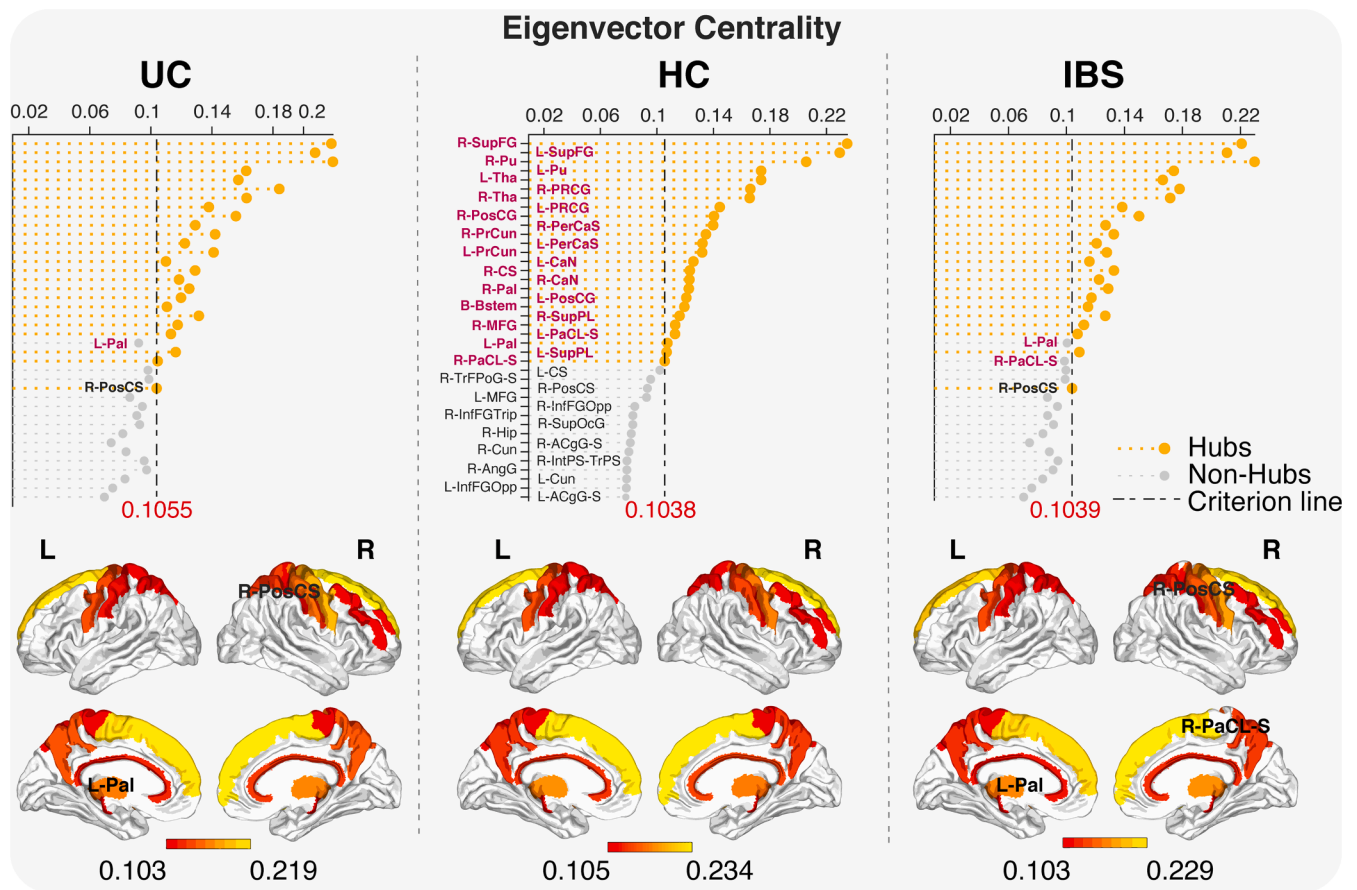 Eigenvector Centrality
UC
0.02 0.06 0.1 0.14 0.18 0.2
L-Pal
R-PosCS
0.1055
HC
0.02 0.06 0.1 0.14 0.18 0.22
R-SupFG
L-SupFG
R-Pu
L-Pu
L-Tha
R-PRCG
R-Tha
L-PRCG
R-PosCG
R-PerCaS
R-PrCun
L-PerCaS
L-PrCun
L-CaN
R-CS
R-CaN
R-Pal
L-PosCG
B-Bstem
R-SupPL
R-MFG
L-PaCL-S
L-Pal
L-SupPL
R-PaCL-S
L-CS
R-TrFPoG-S
R-PosCS
L-MFG
R-InfFGOpp
R-InfFGTrip
R-SupOcG
R-Hip
R-ACgG-S
R-Cun
R-IntPS-TrPS
R-AngG
L-Cun
L-InfFGOpp
L-ACgG-S
0.1038
IBS
0.02 0.06 0.1 0.14 0.18 0.22
L-Pal
R-PaCL-S
R-PosCS
0.1039
Hubs
Non-Hubs
Criterion line
L R
R-PosCS
L-Pal
0.103 0.219
L R
0.105 0.234
L R
R-PosCS
R-PaCL-S
L-Pal
0.103 0.229